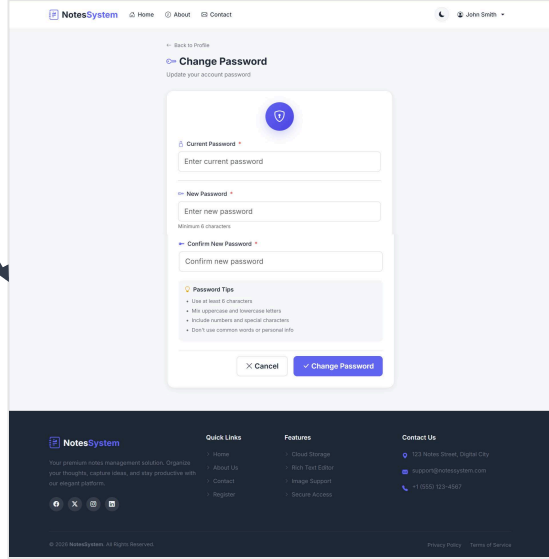 NotesSystem Home About Contact John Smith
← Back to Profile
Change Password
Update your account password
Current Password *
Enter current password
New Password *
Enter new password
Minimum 6 characters
Confirm New Password *
Confirm new password
Password Tips
• Use at least 6 characters
• Mix uppercase and lowercase letters
• Include numbers and special characters
• Don't use common words or personal info
Cancel
Change Password
NotesSystem
Your premium notes management solution. Organize
your thoughts, capture ideas, and stay productive with
our elegant platform.
Quick Links
› Home
› About Us
› Contact
› Register
Features
› Cloud Storage
› Rich Text Editor
› Image Support
› Secure Access
Contact Us
123 Notes Street, Digital City
support@notessystem.com
+1 (555) 123-4567
© 2026 NotesSystem. All Rights Reserved.
Privacy Policy Terms of Service